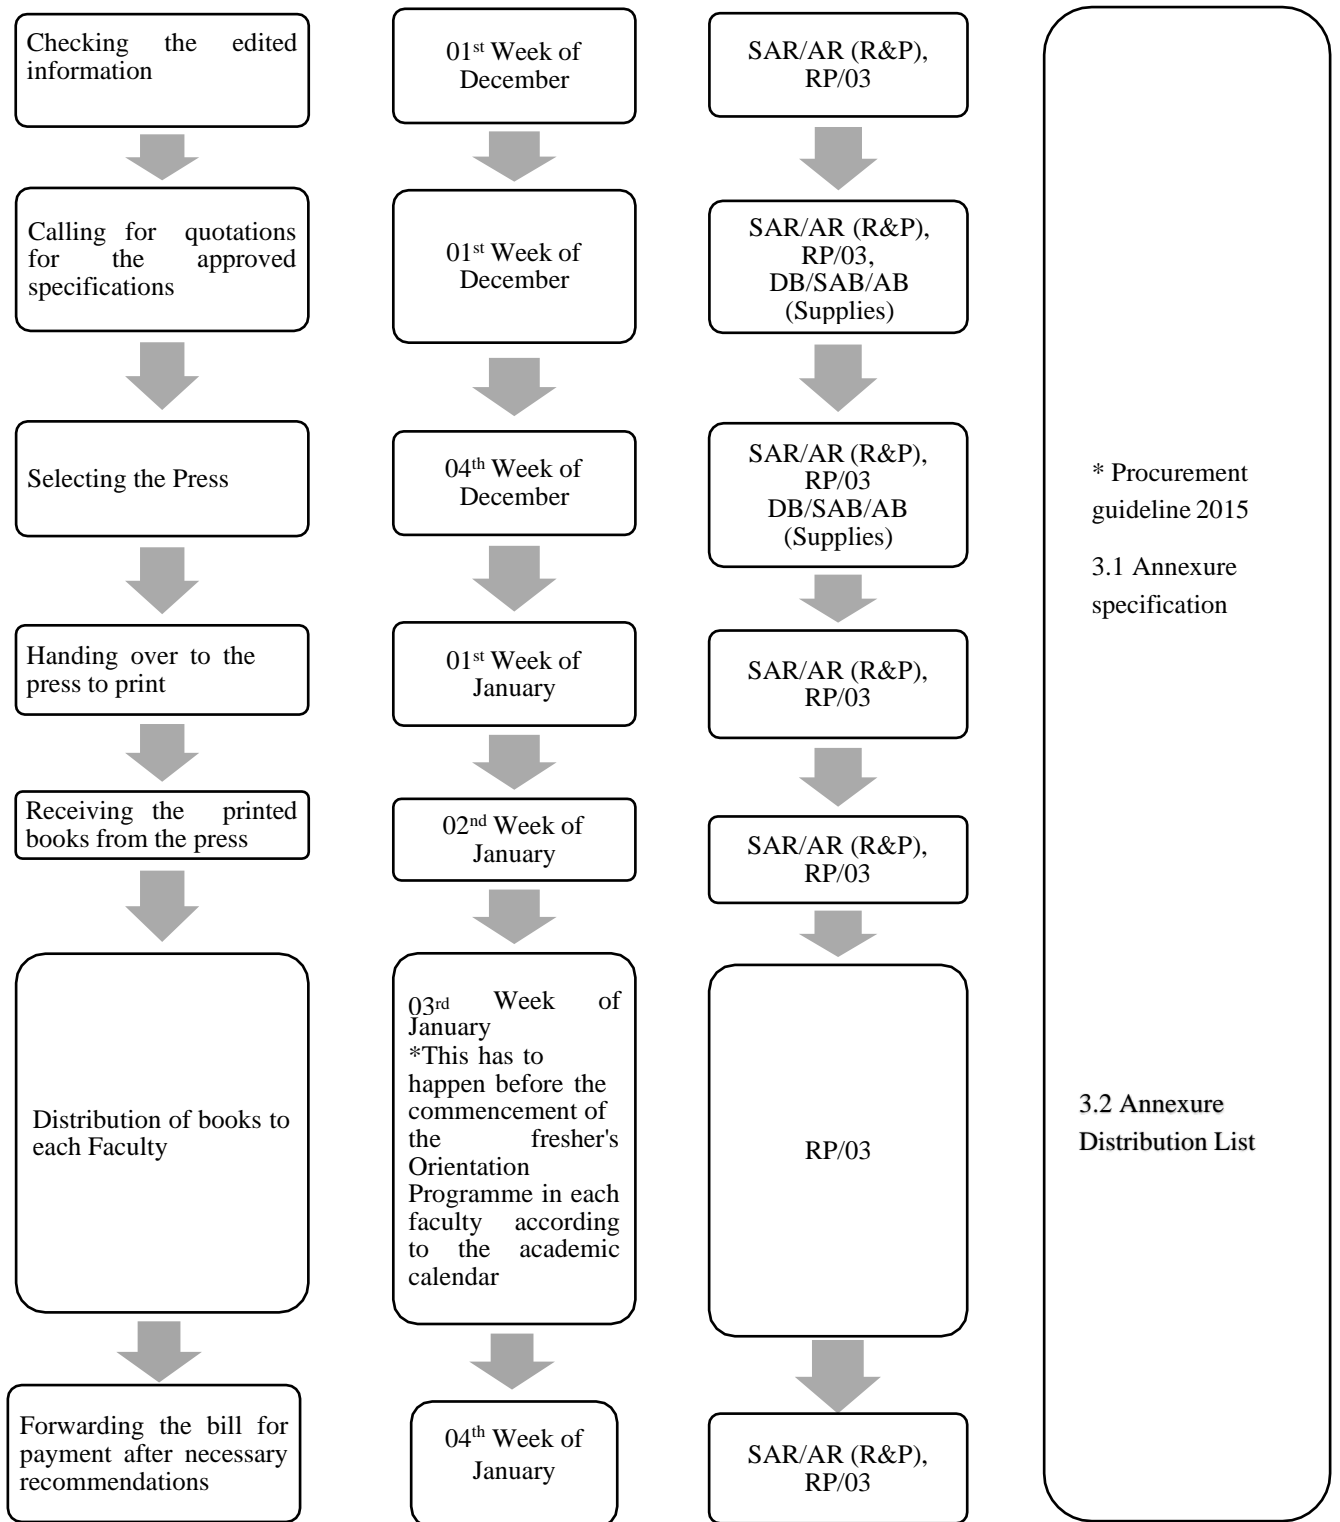 Checking the edited
information
01st Week of
December
SAR/AR (R&P),
RP/03
Calling for quotations
for the approved
specifications
01st Week of
December
SAR/AR (R&P),
RP/03,
DB/SAB/AB
(Supplies)
Selecting the Press
04th Week of
December
SAR/AR (R&P),
RP/03
DB/SAB/AB
(Supplies)
* Procurement
guideline 2015
3.1 Annexure
specification
Handing over to the
press to print
01st Week of
January
SAR/AR (R&P),
RP/03
Receiving the printed
books from the press
02nd Week of
January
SAR/AR (R&P),
RP/03
Distribution of books to
each Faculty
03rd Week of
January
*This has to
happen before the
commencement of
the fresher's
Orientation
Programme in each
faculty according
to the academic
calendar
RP/03
3.2 Annexure
Distribution List
Forwarding the bill for
payment after necessary
recommendations
04th Week of
January
SAR/AR (R&P),
RP/03